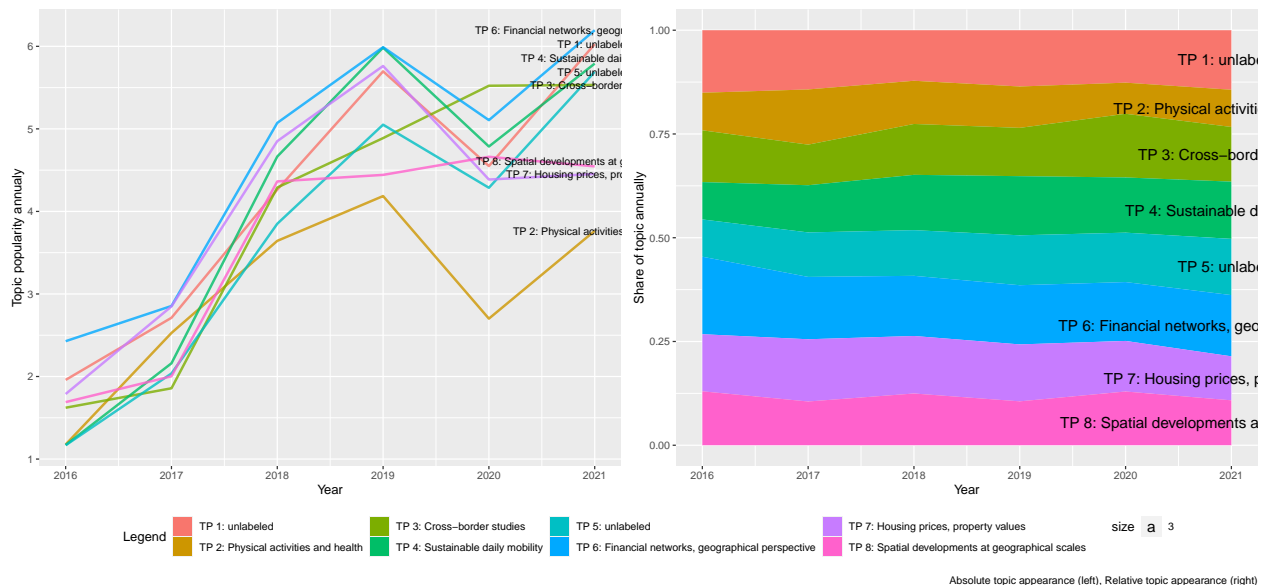 6
5
4
3
2
1
Topic popularity annually
TP 6: Financial networks, geogr
TP 1: unlabele
TP 4: Sustainable dai
TP 5: unlabele
TP 3: Cross−border
TP 8: Spatial developments at g
TP 7: Housing prices, pro
TP 2: Physical activities
2016 2017 2018 2019 2020 2021
Year
1.00
0.75
0.50
0.25
0.00
Share of topic annually
TP 1: unlabe
TP 2: Physical activiti
TP 3: Cross−bord
TP 4: Sustainable d
TP 5: unlabe
TP 6: Financial networks, geo
TP 7: Housing prices, p
TP 8: Spatial developments a
2016 2017 2018 2019 2020 2021
Year
Legend
TP 1: unlabeled
TP 2: Physical activities and health
TP 3: Cross−border studies
TP 4: Sustainable daily mobility
TP 5: unlabeled
TP 6: Financial networks, geographical perspective
TP 7: Housing prices, property values
TP 8: Spatial developments at geographical scales
size a 3
Absolute topic appearance (left), Relative topic appearance (right)